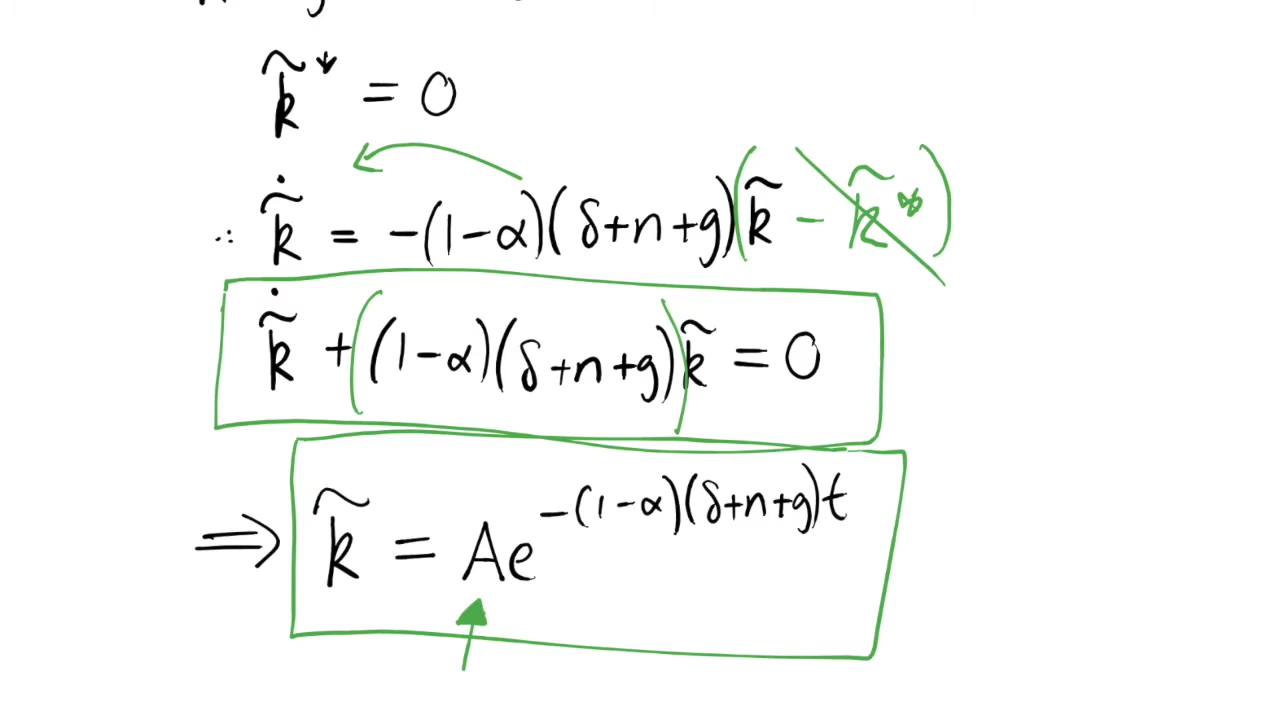 k̃* = 0
∴ k̃̇ = -(1-α)(δ+n+g)(k̃ - k̃*)
k̃̇ + ((1-α)(δ+n+g))k̃ = 0
⟹ k̃ = Ae^{-(1-α)(δ+n+g)t}